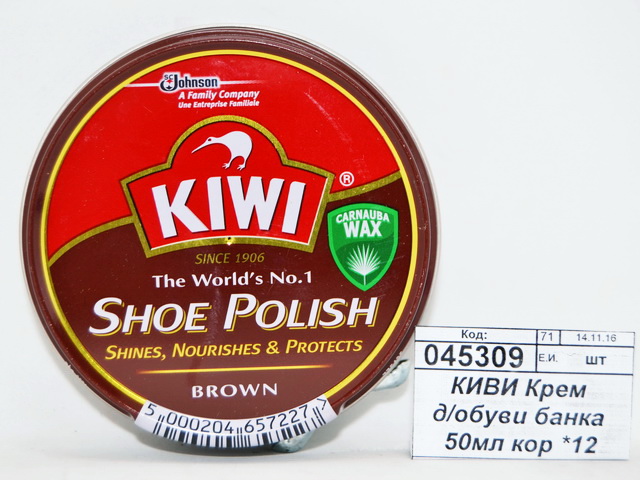 SC Johnson
A Family Company
Une Entreprise Familiale
KIWI ®
CARNAUBA
WAX
SINCE 1906
The World's No.1
SHOE POLISH
SHINES, NOURISHES & PROTECTS
BROWN
5 000204 657227 >
Код: 71 14.11.16
045309 Е.И. шт
КИВИ Крем
д/обуви банка
50мл кор *12